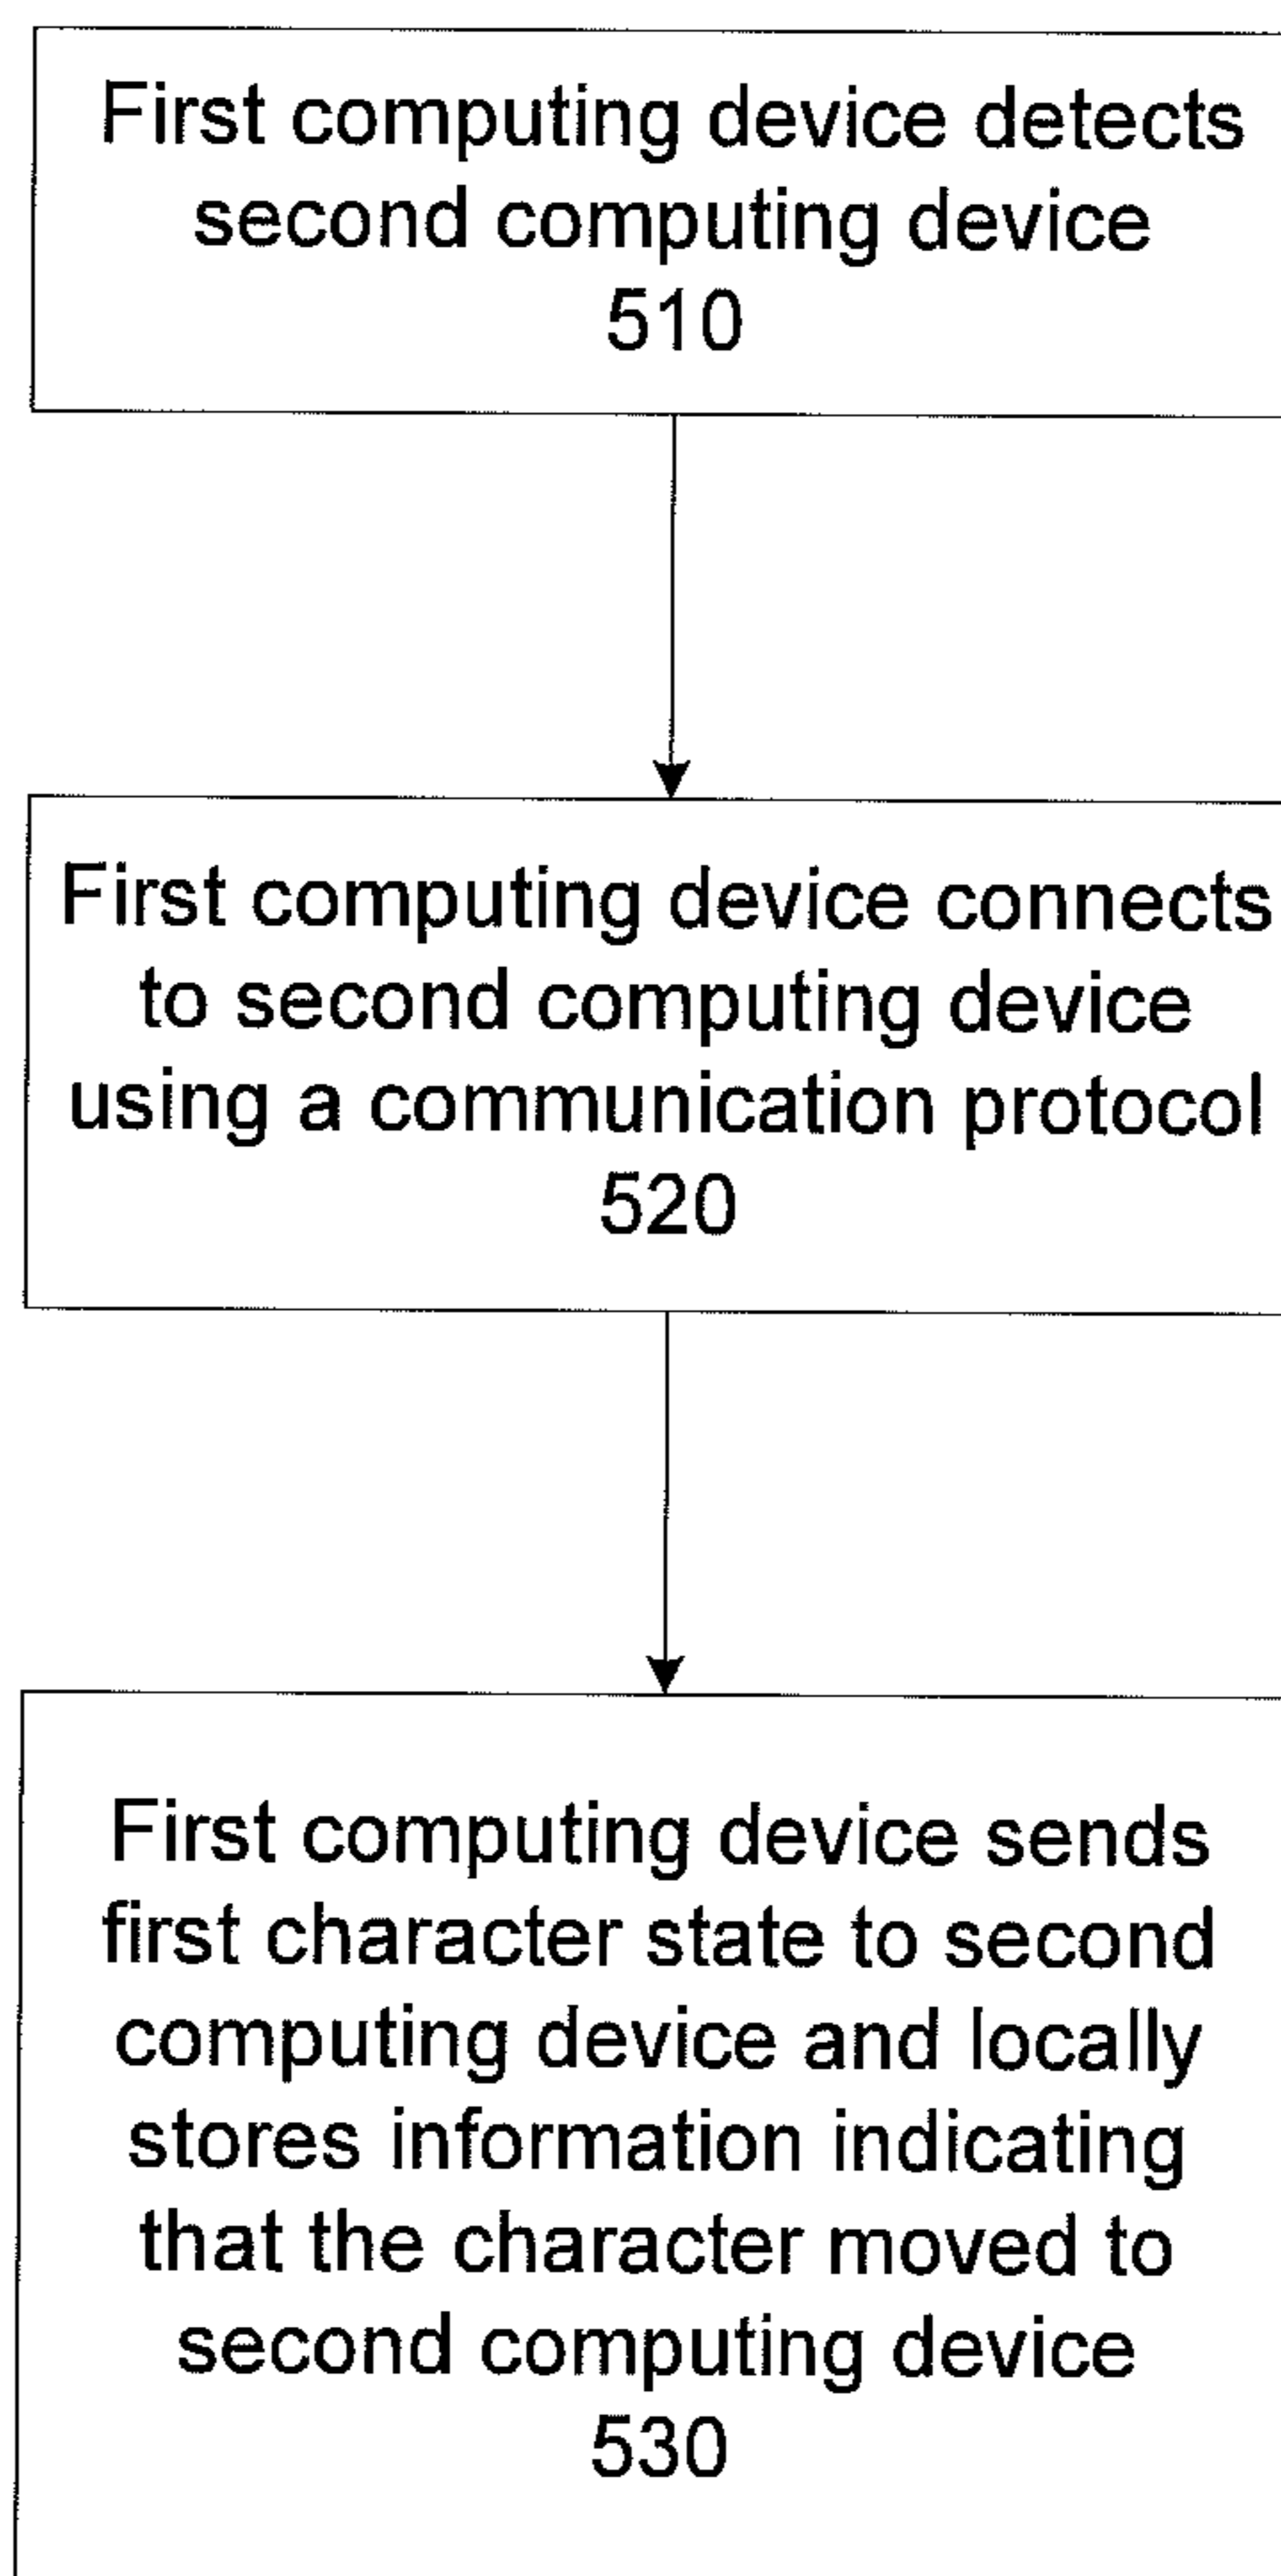 First computing device detects
second computing device
510
First computing device connects
to second computing device
using a communication protocol
520
First computing device sends
first character state to second
computing device and locally
stores information indicating
that the character moved to
second computing device
530